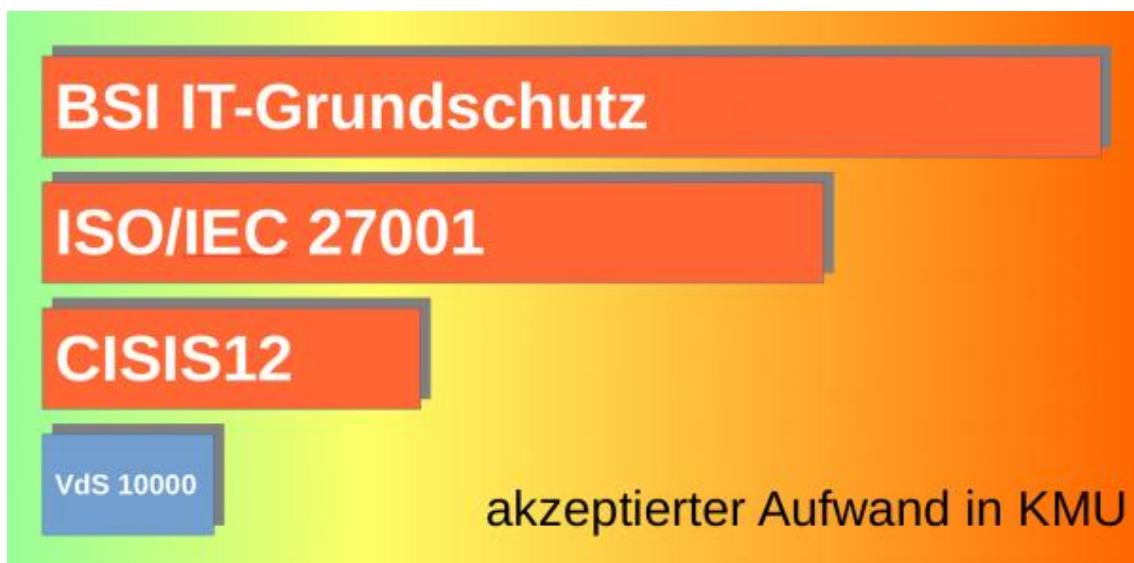 BSI IT-Grundschutz
ISO/IEC 27001
CISIS12
VdS 10000
akzeptierter Aufwand in KMU